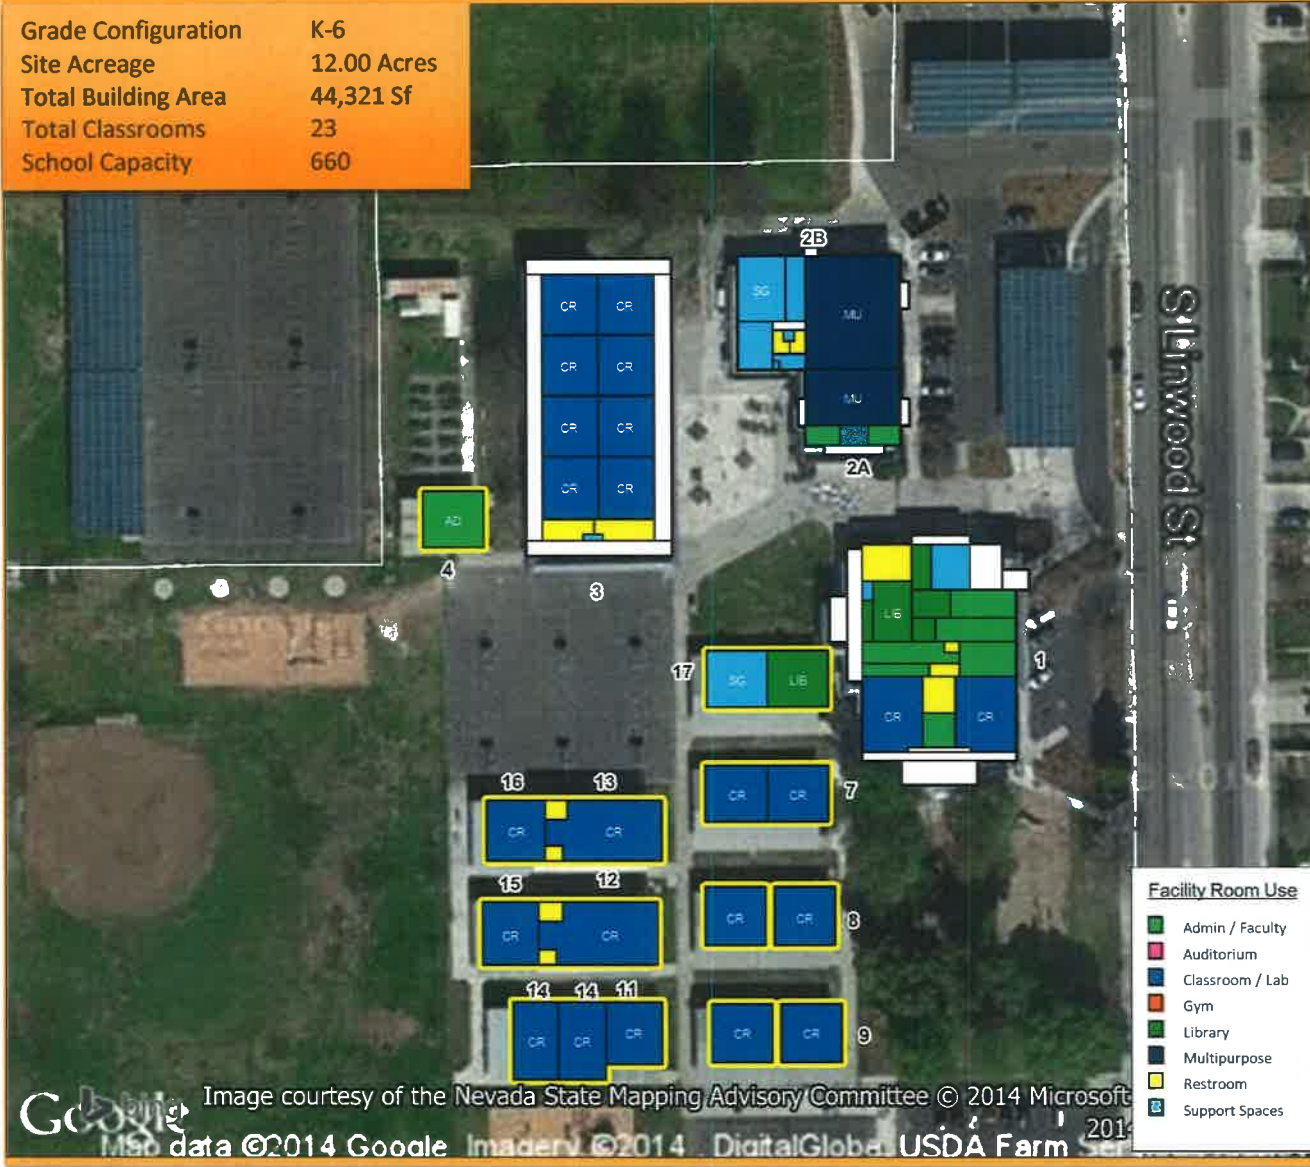 Grade Configuration K-6
Site Acreage 12.00 Acres
Total Building Area 44,321 Sf
Total Classrooms 23
School Capacity 660
2B
SG
MU
MU
2A
CR CR
CR CR
CR CR
CR CR
AD
4
3
S Linwood St
LIB
1
CR CR
17
SG LIB
CR CR
7
16 13
CR CR
15 12
CR CR
CR CR
8
14 14 11
CR CR CR
CR CR
9
Facility Room Use
Admin / Faculty
Auditorium
Classroom / Lab
Gym
Library
Multipurpose
Restroom
Support Spaces
Google
Image courtesy of the Nevada State Mapping Advisory Committee © 2014 Microsoft
Map data ©2014 Google Imagery ©2014 , DigitalGlobe, USDA Farm